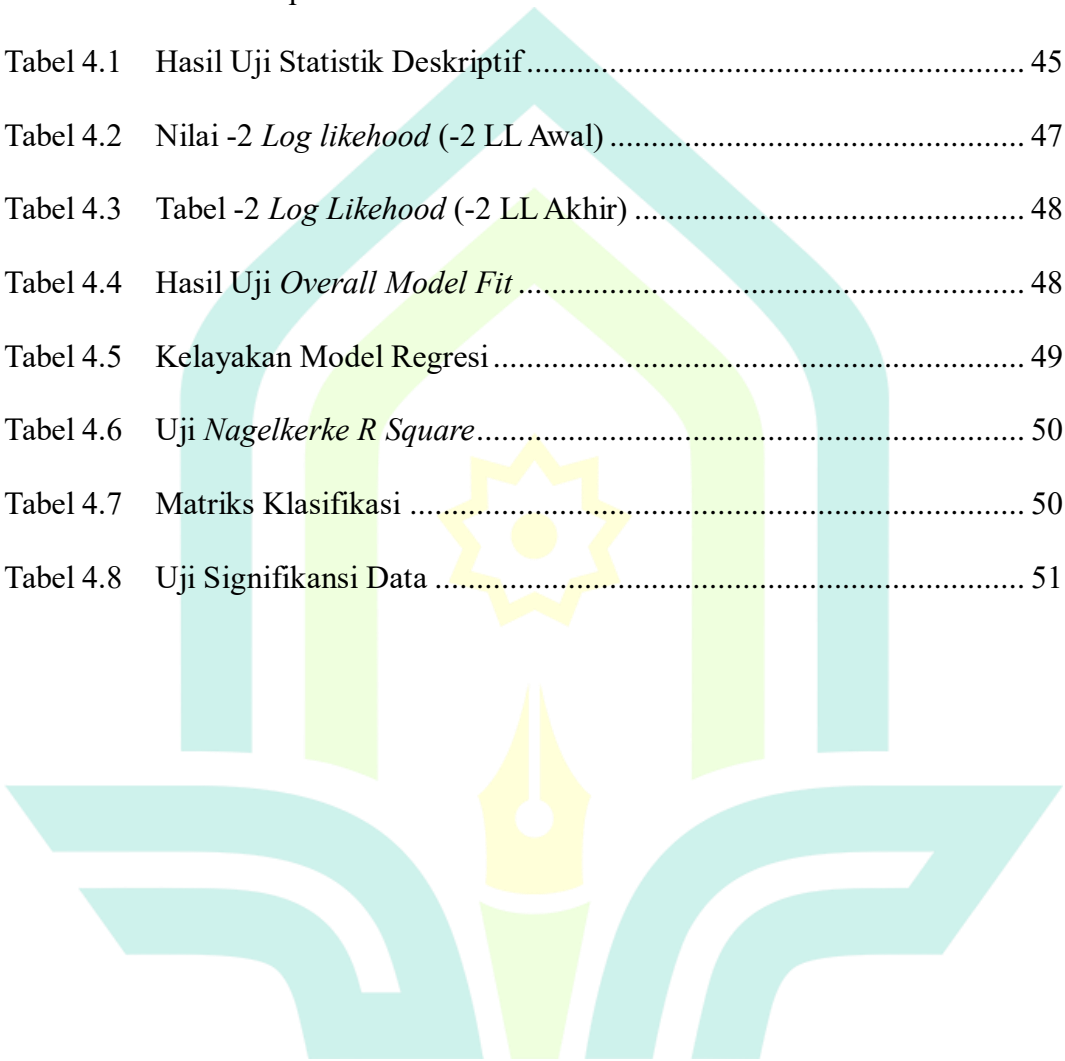 Tabel 4.1 Hasil Uji Statistik Deskriptif ................................................................ 45
Tabel 4.2 Nilai -2 Log likehood (-2 LL Awal) ..................................................... 47
Tabel 4.3 Tabel -2 Log Likehood (-2 LL Akhir) .................................................. 48
Tabel 4.4 Hasil Uji Overall Model Fit ................................................................. 48
Tabel 4.5 Kelayakan Model Regresi .................................................................... 49
Tabel 4.6 Uji Nagelkerke R Square ...................................................................... 50
Tabel 4.7 Matriks Klasifikasi ............................................................................... 50
Tabel 4.8 Uji Signifikansi Data ............................................................................ 51